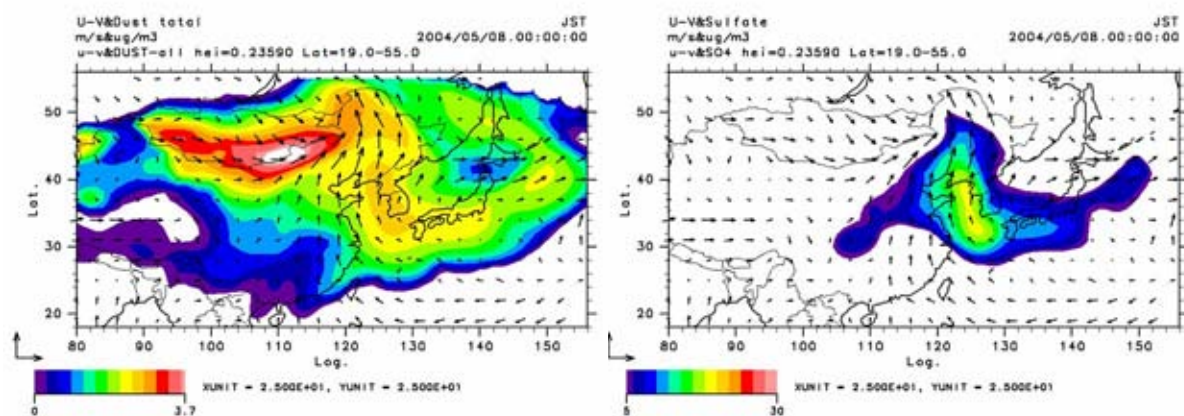 U-V&Dust total JST
m/s&ug/m3 2004/05/08.00:00:00
u-v&DUST-all hei=0.23590 Lat=19.0-55.0
50
40
30
20
Lat.
80 90 100 110 120 130 140 150
Log.
XUNIT = 2.500E+01, YUNIT = 2.500E+01
0 3.7
U-V&Sulfate JST
m/s&ug/m3 2004/05/08.00:00:00
u-v&SO4 hei=0.23590 Lat=19.0-55.0
50
40
30
20
Lat.
80 90 100 110 120 130 140 150
Log.
XUNIT = 2.500E+01, YUNIT = 2.500E+01
5 30